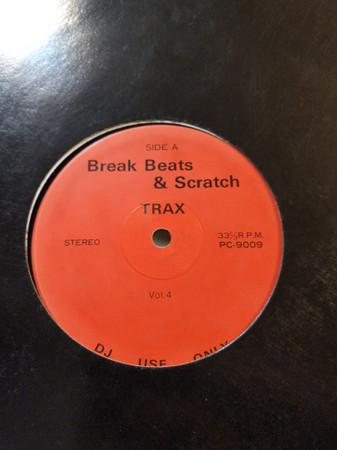 SIDE A
Break Beats
& Scratch
TRAX
STEREO
33⅓R.P.M.
PC-9009
Vol.4
DJ USE ONLY